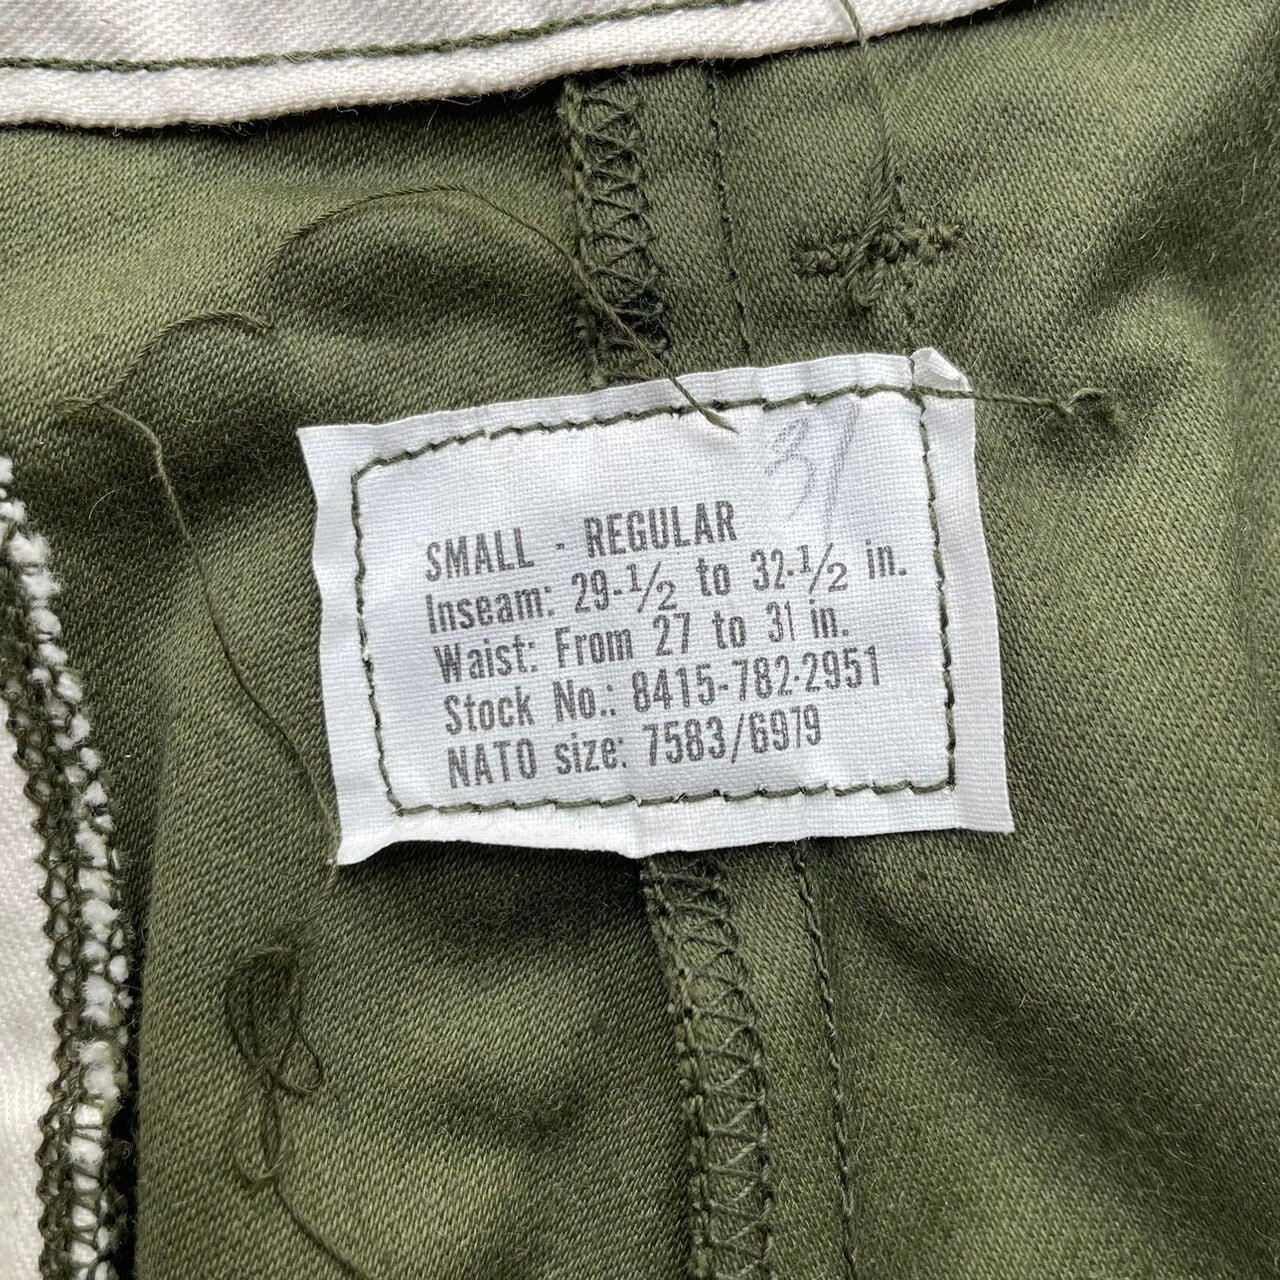 37
SMALL - REGULAR
Inseam: 29-1/2 to 32-1/2 in.
Waist: From 27 to 31 in.
Stock No.: 8415-782-2951
NATO size: 7583/6979